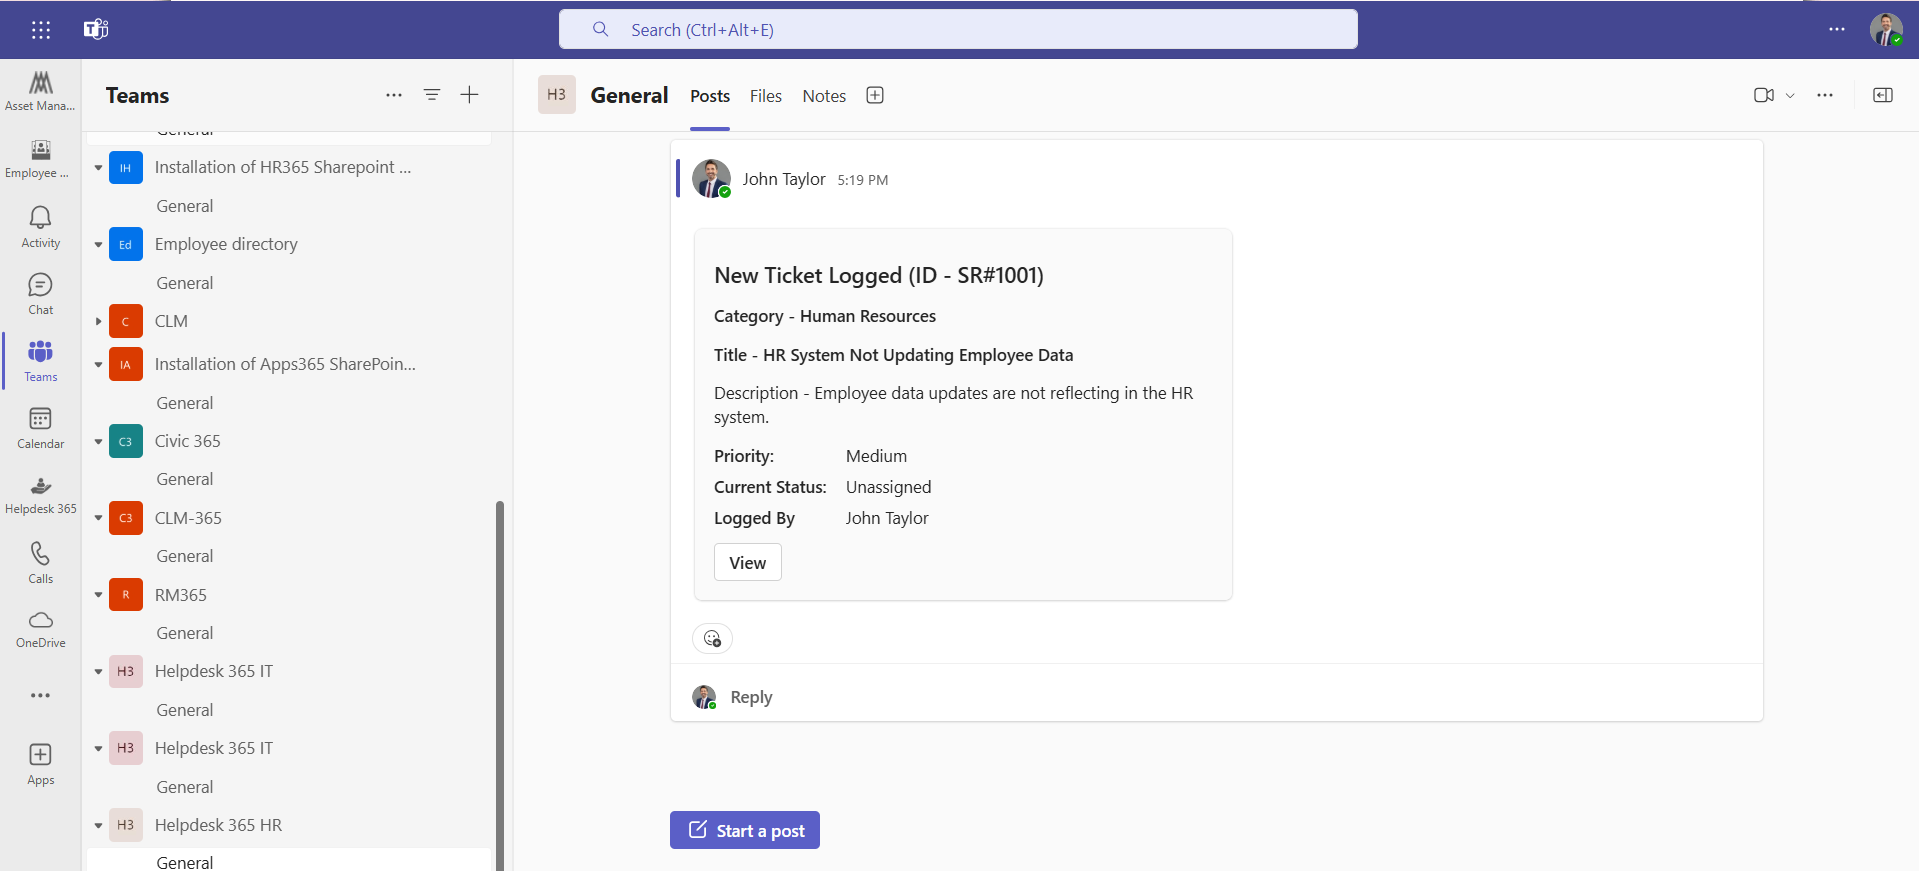 Search (Ctrl+Alt+E)
Asset Mana...
Employee ...
Activity
Chat
Teams
Calendar
Helpdesk 365
Calls
OneDrive
Apps
Teams
General
IH Installation of HR365 Sharepoint ...
General
Ed Employee directory
General
C CLM
IA Installation of Apps365 SharePoin...
General
C3 Civic 365
General
C3 CLM-365
General
R RM365
General
H3 Helpdesk 365 IT
General
H3 Helpdesk 365 IT
General
H3 Helpdesk 365 HR
General
H3 General Posts Files Notes
John Taylor 5:19 PM
New Ticket Logged (ID - SR#1001)
Category - Human Resources
Title - HR System Not Updating Employee Data
Description - Employee data updates are not reflecting in the HR
system.
Priority: Medium
Current Status: Unassigned
Logged By John Taylor
View
Reply
Start a post